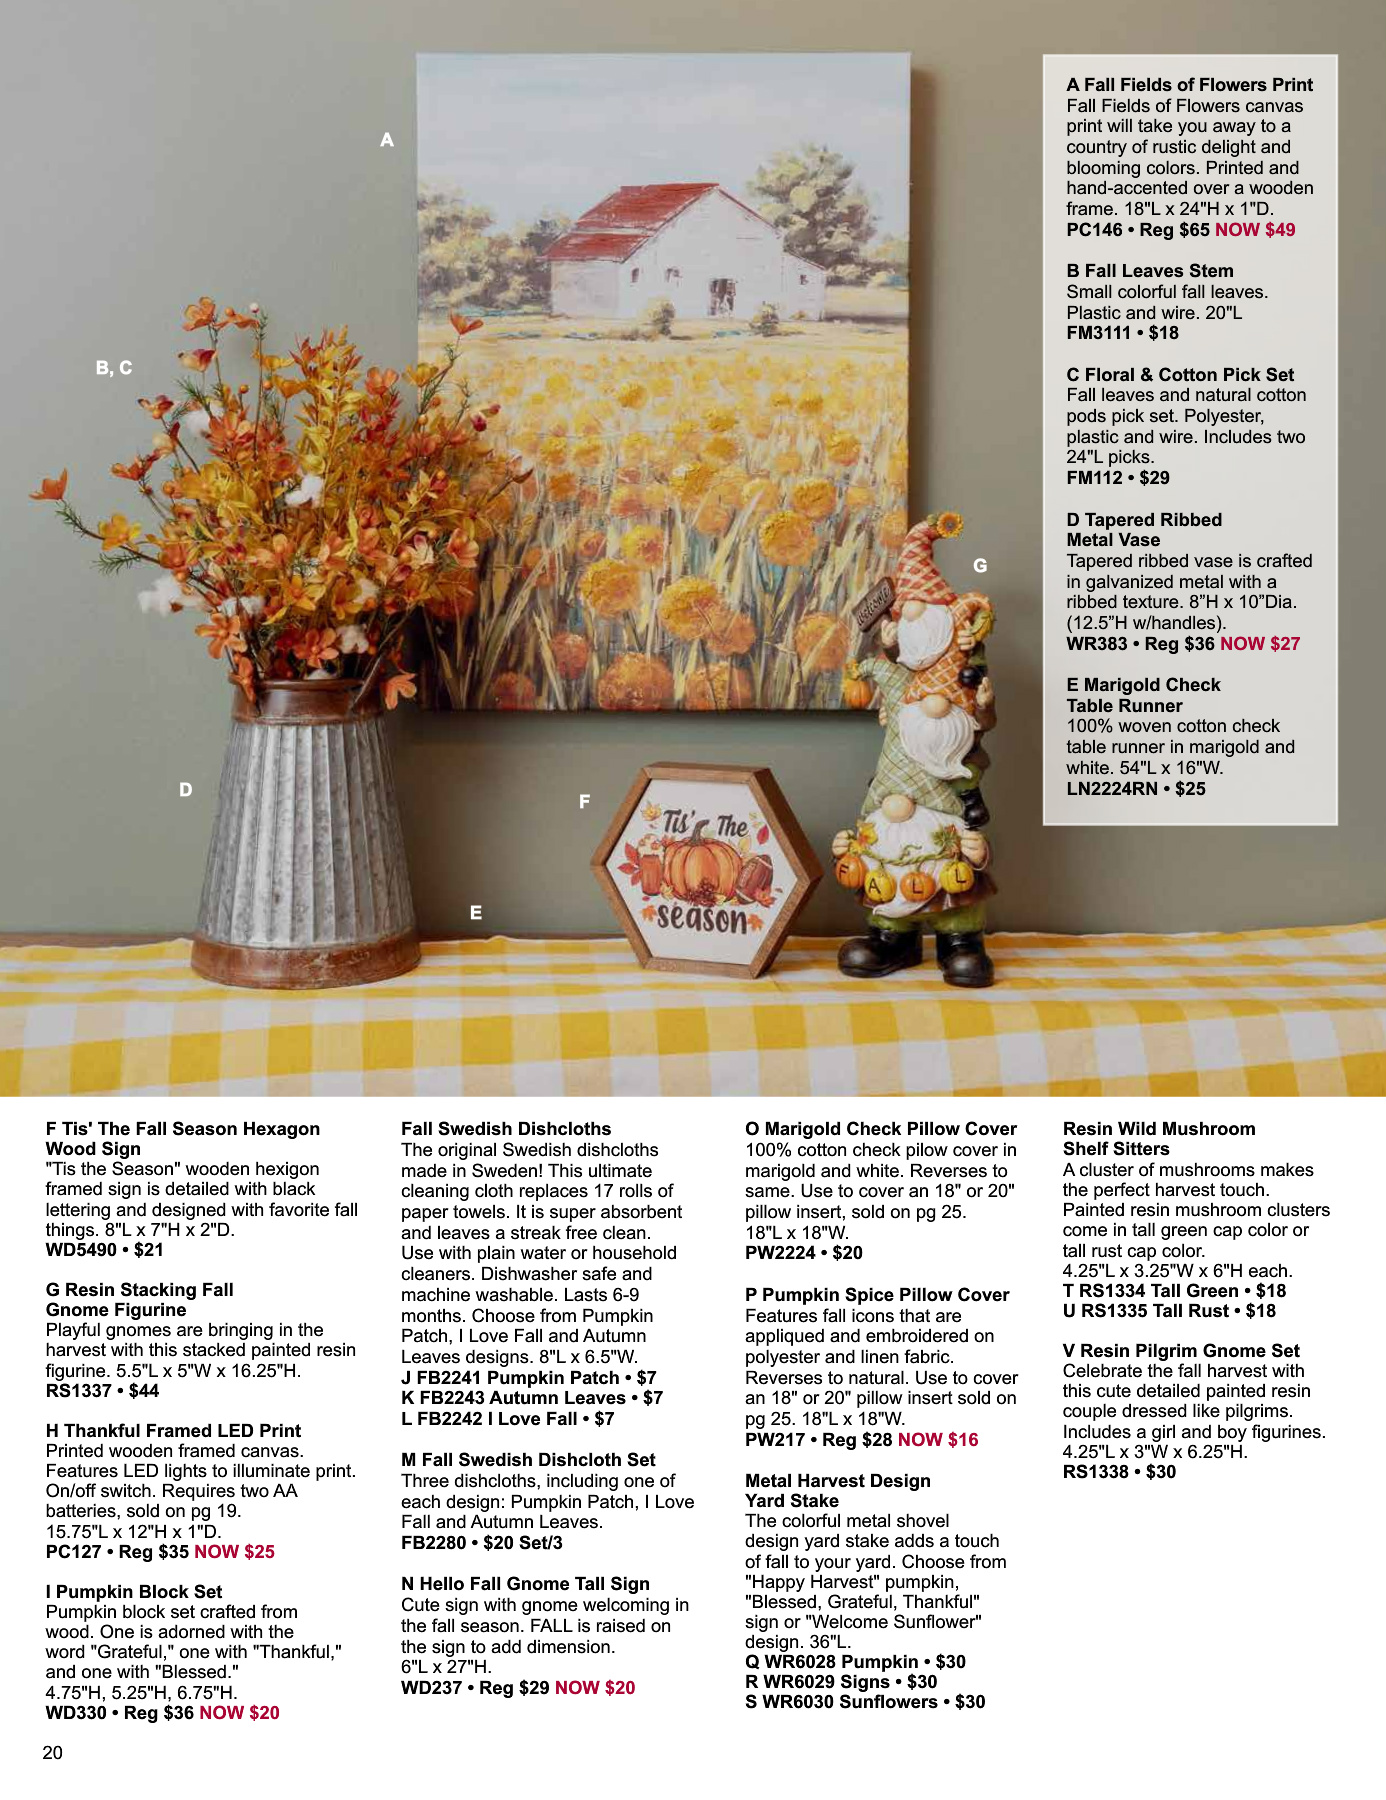 A
B, C
D
E
F
G
welcome
Tis' The
season
F A L L
A Fall Fields of Flowers Print
Fall Fields of Flowers canvas
print will take you away to a
country of rustic delight and
blooming colors. Printed and
hand-accented over a wooden
frame. 18"L x 24"H x 1"D.
PC146 • Reg $65 NOW $49
B Fall Leaves Stem
Small colorful fall leaves.
Plastic and wire. 20"L
FM3111 • $18
C Floral & Cotton Pick Set
Fall leaves and natural cotton
pods pick set. Polyester,
plastic and wire. Includes two
24"L picks.
FM112 • $29
D Tapered Ribbed
Metal Vase
Tapered ribbed vase is crafted
in galvanized metal with a
ribbed texture. 8”H x 10”Dia.
(12.5”H w/handles).
WR383 • Reg $36 NOW $27
E Marigold Check
Table Runner
100% woven cotton check
table runner in marigold and
white. 54"L x 16"W.
LN2224RN • $25
F Tis' The Fall Season Hexagon
Wood Sign
"Tis the Season" wooden hexigon
framed sign is detailed with black
lettering and designed with favorite fall
things. 8"L x 7"H x 2"D.
WD5490 • $21
G Resin Stacking Fall
Gnome Figurine
Playful gnomes are bringing in the
harvest with this stacked painted resin
figurine. 5.5"L x 5"W x 16.25"H.
RS1337 • $44
H Thankful Framed LED Print
Printed wooden framed canvas.
Features LED lights to illuminate print.
On/off switch. Requires two AA
batteries, sold on pg 19.
15.75"L x 12"H x 1"D.
PC127 • Reg $35 NOW $25
I Pumpkin Block Set
Pumpkin block set crafted from
wood. One is adorned with the
word "Grateful," one with "Thankful,"
and one with "Blessed."
4.75"H, 5.25"H, 6.75"H.
WD330 • Reg $36 NOW $20
Fall Swedish Dishcloths
The original Swedish dishcloths
made in Sweden! This ultimate
cleaning cloth replaces 17 rolls of
paper towels. It is super absorbent
and leaves a streak free clean.
Use with plain water or household
cleaners. Dishwasher safe and
machine washable. Lasts 6-9
months. Choose from Pumpkin
Patch, I Love Fall and Autumn
Leaves designs. 8"L x 6.5"W.
J FB2241 Pumpkin Patch • $7
K FB2243 Autumn Leaves • $7
L FB2242 I Love Fall • $7
M Fall Swedish Dishcloth Set
Three dishcloths, including one of
each design: Pumpkin Patch, I Love
Fall and Autumn Leaves.
FB2280 • $20 Set/3
N Hello Fall Gnome Tall Sign
Cute sign with gnome welcoming in
the fall season. FALL is raised on
the sign to add dimension.
6"L x 27"H.
WD237 • Reg $29 NOW $20
O Marigold Check Pillow Cover
100% cotton check pilow cover in
marigold and white. Reverses to
same. Use to cover an 18" or 20"
pillow insert, sold on pg 25.
18"L x 18"W.
PW2224 • $20
P Pumpkin Spice Pillow Cover
Features fall icons that are
appliqued and embroidered on
polyester and linen fabric.
Reverses to natural. Use to cover
an 18" or 20" pillow insert sold on
pg 25. 18"L x 18"W.
PW217 • Reg $28 NOW $16
Metal Harvest Design
Yard Stake
The colorful metal shovel
design yard stake adds a touch
of fall to your yard. Choose from
"Happy Harvest" pumpkin,
"Blessed, Grateful, Thankful"
sign or "Welcome Sunflower"
design. 36"L.
Q WR6028 Pumpkin • $30
R WR6029 Signs • $30
S WR6030 Sunflowers • $30
Resin Wild Mushroom
Shelf Sitters
A cluster of mushrooms makes
the perfect harvest touch.
Painted resin mushroom clusters
come in tall green cap color or
tall rust cap color.
4.25"L x 3.25"W x 6"H each.
T RS1334 Tall Green • $18
U RS1335 Tall Rust • $18
V Resin Pilgrim Gnome Set
Celebrate the fall harvest with
this cute detailed painted resin
couple dressed like pilgrims.
Includes a girl and boy figurines.
4.25"L x 3"W x 6.25"H.
RS1338 • $30
20